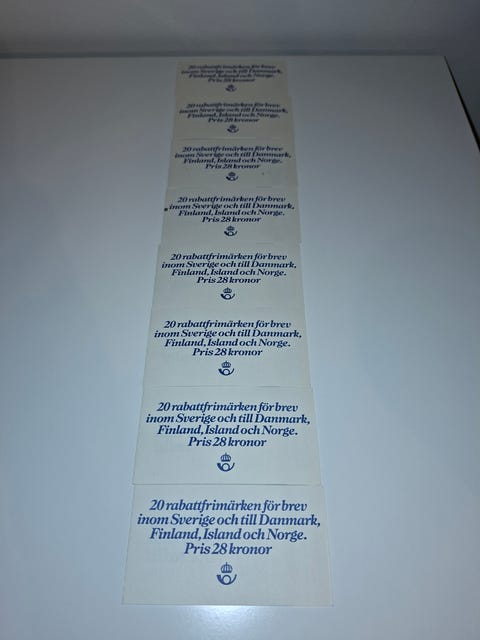 20 rabattfrimärken för brev
inom Sverige och till Danmark,
Finland, Island och Norge.
Pris 28 kronor
20 rabattfrimärken för brev
inom Sverige och till Danmark,
Finland, Island och Norge.
Pris 28 kronor
20 rabattfrimärken för brev
inom Sverige och till Danmark,
Finland, Island och Norge.
Pris 28 kronor
20 rabattfrimärken för brev
inom Sverige och till Danmark,
Finland, Island och Norge.
Pris 28 kronor
20 rabattfrimärken för brev
inom Sverige och till Danmark,
Finland, Island och Norge.
Pris 28 kronor
20 rabattfrimärken för brev
inom Sverige och till Danmark,
Finland, Island och Norge.
Pris 28 kronor
20 rabattfrimärken för brev
inom Sverige och till Danmark,
Finland, Island och Norge.
Pris 28 kronor
20 rabattfrimärken för brev
inom Sverige och till Danmark,
Finland, Island och Norge.
Pris 28 kronor